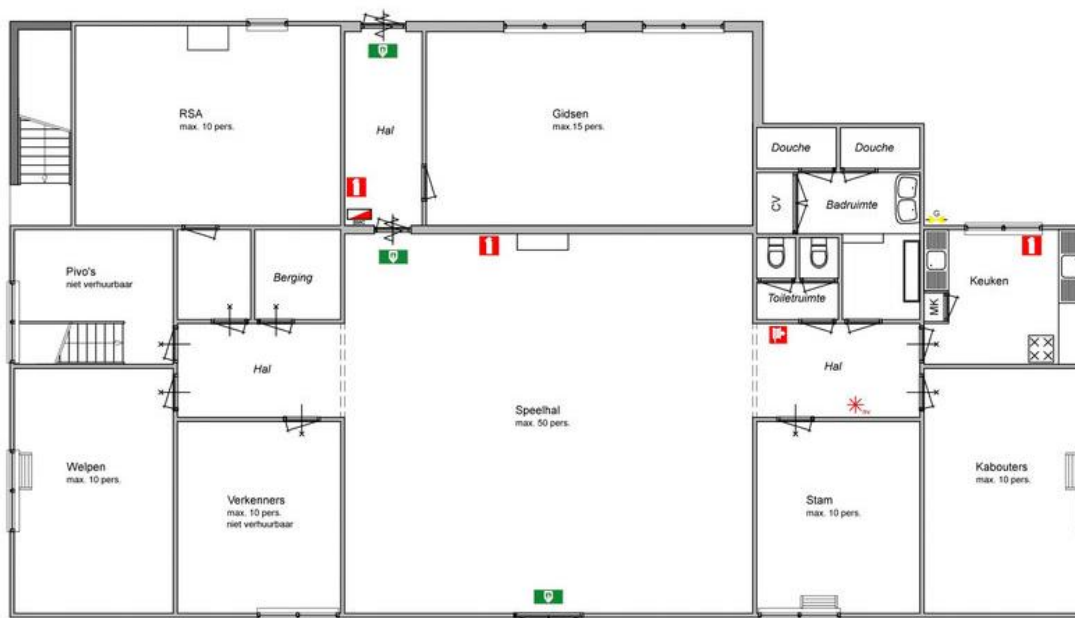 RSA
max. 10 pers.
Hal
Gidsen
max.15 pers.
Douche
Douche
CV
Badruimte
G
Pivo's
niet verhuurbaar
Berging
Toiletruimte
Keuken
MK
Hal
Hal
Speelhal
max. 50 pers.
Welpen
max. 10 pers.
Verkenners
max. 10 pers.
niet verhuurbaar
Stam
max. 10 pers.
Kabouters
max. 10 pers.